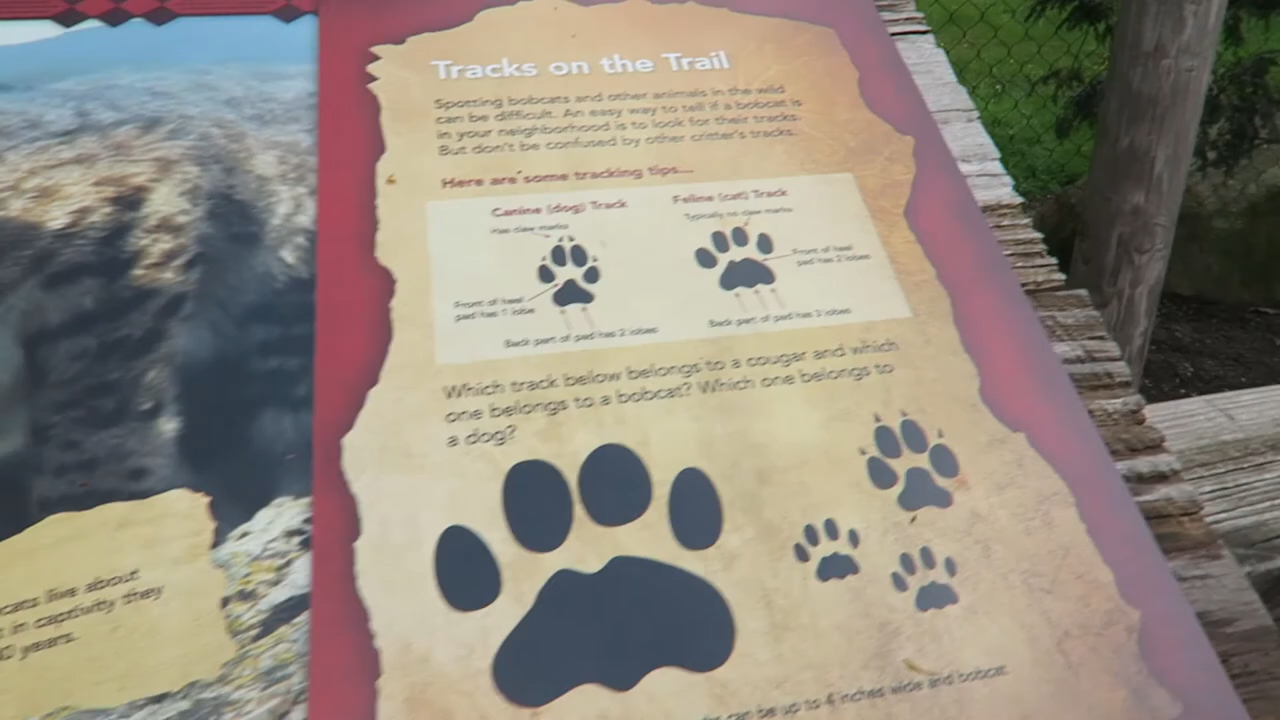 Tracks on the Trail
Spotting bobcats and other animals in the wild
can be difficult. An easy way to tell if a bobcat is
in your neighborhood is to look for their tracks.
But don't be confused by other critter's tracks.
Here are some tracking tips...
Canine (dog) Track
Has claw marks
Front of heel
pad has 1 lobe
Back part of pad has 2 lobes
Feline (cat) Track
Typically no claw marks
Front of heel
pad has 2 lobes
Back part of pad has 3 lobes
Which track below belongs to a cougar and which
one belongs to a bobcat? Which one belongs to
a dog?
can be up to 4 inches wide and bobcat
cats live about
in captivity they
years.